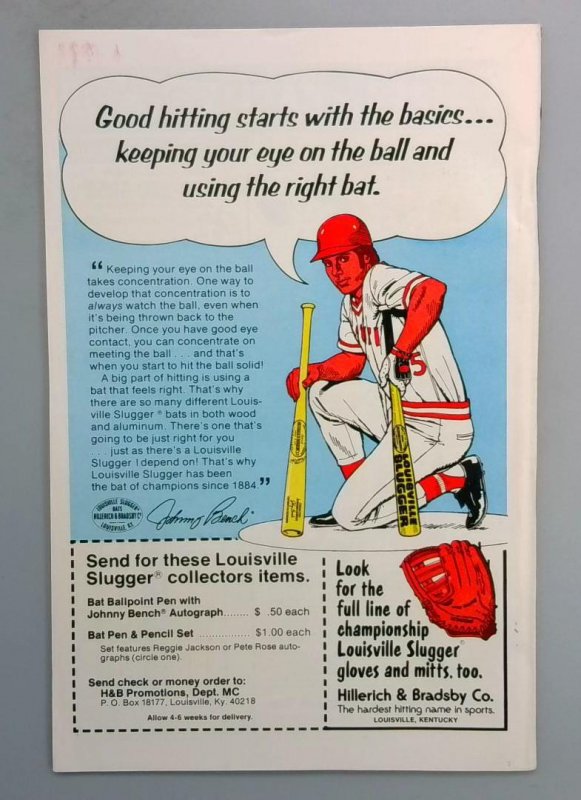 Good hitting starts with the basics...
keeping your eye on the ball and
using the right bat.
“ Keeping your eye on the ball
takes concentration. One way to
develop that concentration is to
always watch the ball, even when
it's being thrown back to the
pitcher. Once you have good eye
contact, you can concentrate on
meeting the ball . . . and that's
when you start to hit the ball solid!
A big part of hitting is using a
bat that feels right. That's why
there are so many different Louis-
ville Slugger® bats in both wood
and aluminum. There's one that's
going to be just right for you
. . . just as there's a Louisville
Slugger I depend on! That's why
Louisville Slugger has been
the bat of champions since 1884.”
LOUISVILLE SLUGGER
BATS
HILLERICH & BRADSBY Co
LOUISVILLE, KY.
Johnny Bench
5
LOUISVILLE
SLUGGER
Send for these Louisville
Slugger® collectors items.
Bat Ballpoint Pen with
Johnny Bench® Autograph....... $ .50 each
Bat Pen & Pencil Set ................ $1.00 each
Set features Reggie Jackson or Pete Rose auto-
graphs (circle one).
Send check or money order to:
H&B Promotions, Dept. MC
P. O. Box 18177, Louisville, Ky. 40218
Allow 4-6 weeks for delivery.
Look
for the
full line of
championship
Louisville Slugger®
gloves and mitts, too.
Hillerich & Bradsby Co.
The hardest hitting name in sports.
LOUISVILLE, KENTUCKY